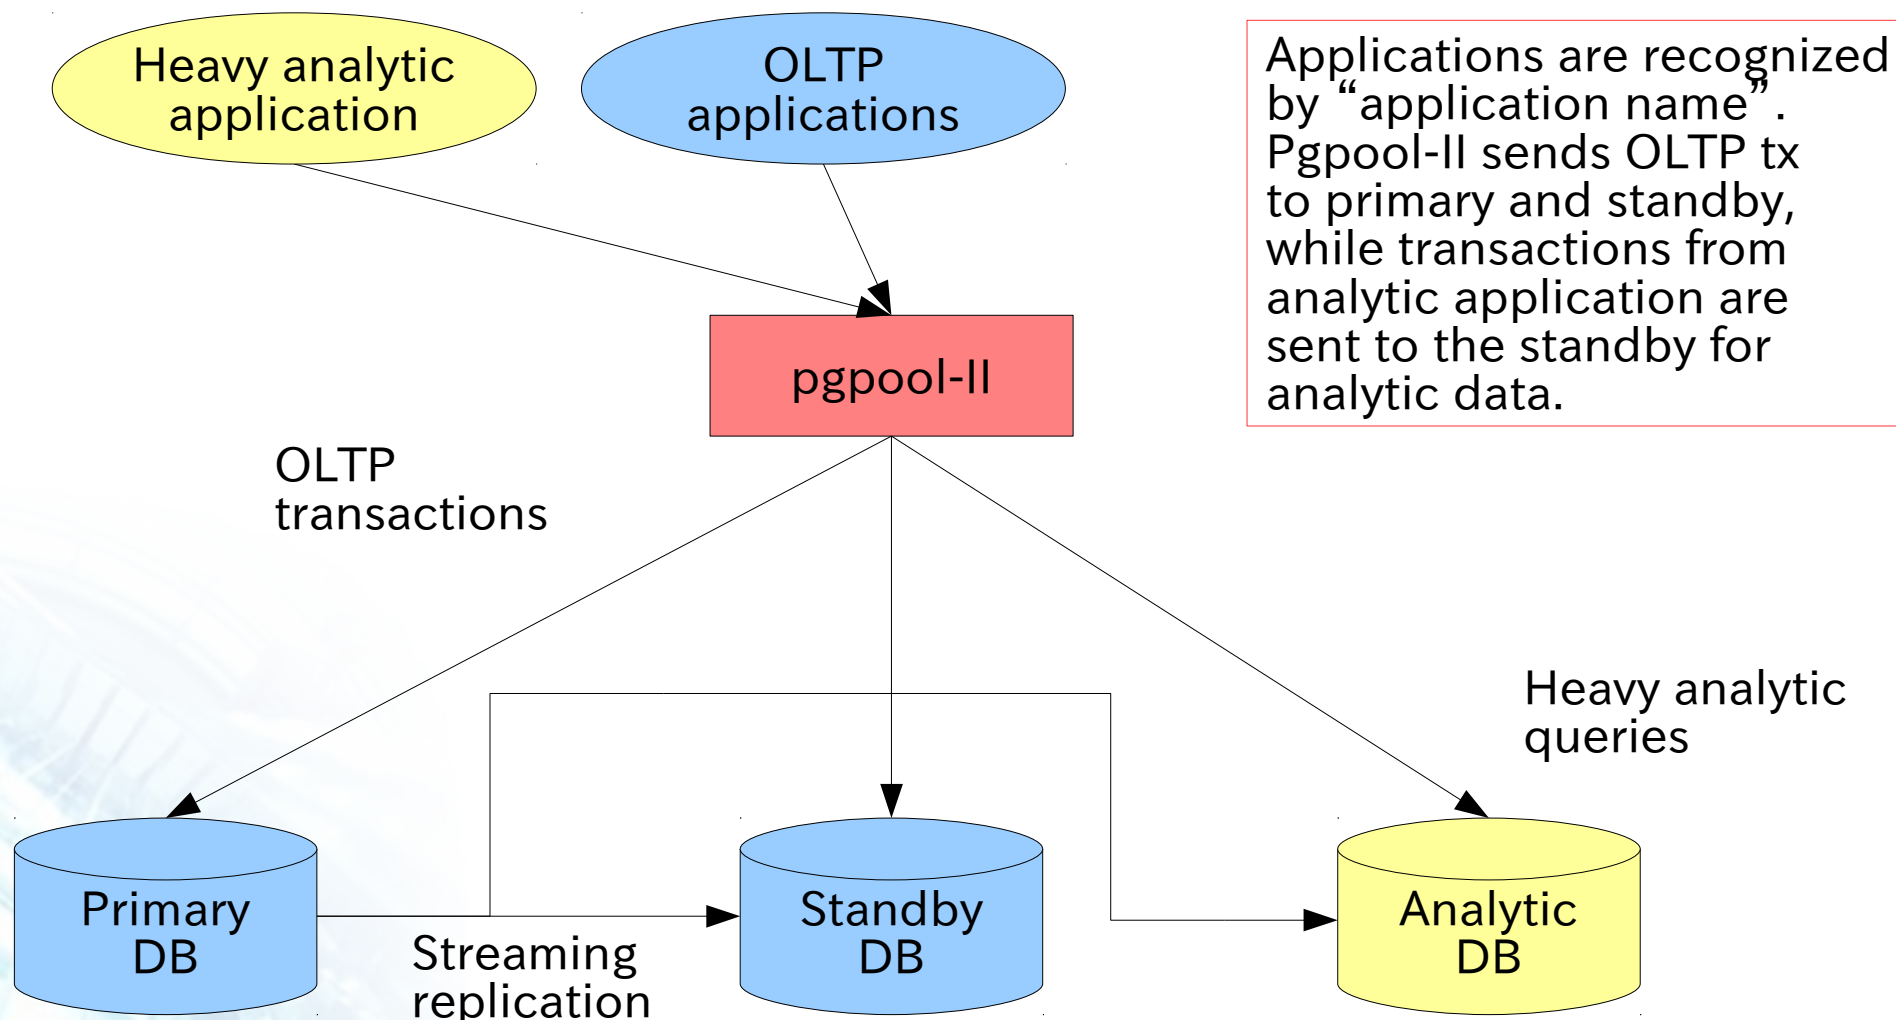 Heavy analytic
application
OLTP
applications
Applications are recognized
by “application name”.
Pgpool-II sends OLTP tx
to primary and standby,
while transactions from
analytic application are
sent to the standby for
analytic data.
pgpool-II
OLTP
transactions
Heavy analytic
queries
Primary
DB
Streaming
replication
Standby
DB
Analytic
DB